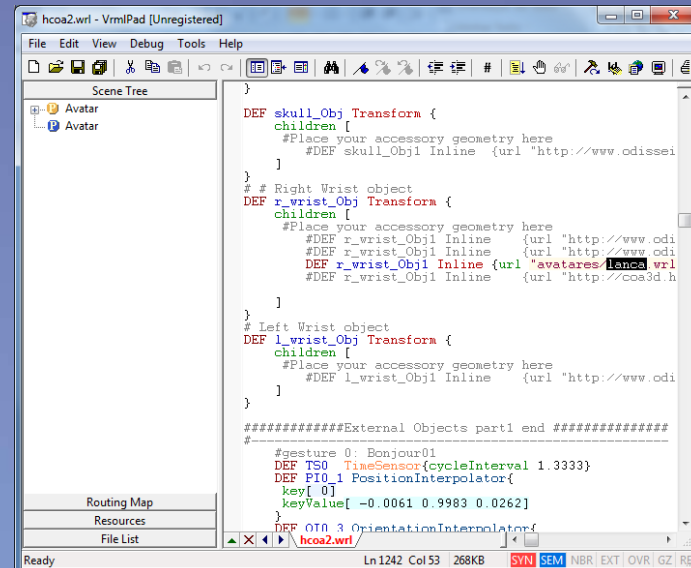 hcoa2.wrl - VrmlPad [Unregistered]
File Edit View Debug Tools Help
Scene Tree
Avatar
Avatar
Routing Map
Resources
File List
}
DEF skull_Obj Transform {
children [
#Place your accessory geometry here
#DEF skull_Obj1 Inline {url "http://www.odissei
]
}
# # Right Wrist object
DEF r_wrist_Obj Transform {
children [
#Place your accessory geometry here
#DEF r_wrist_Obj1 Inline {url "http://www.odi
#DEF r_wrist_Obj1 Inline {url "http://www.odi
DEF r_wrist_Obj1 Inline {url "avatares/lanca.wrl
#DEF r_wrist_Obj1 Inline {url "http://coa3d.h
]
}
# Left Wrist object
DEF l_wrist_Obj Transform {
children [
#Place your accessory geometry here
#DEF l_wrist_Obj1 Inline {url "http://www.odi
]
}
#############External Objects part1 end ###############
#-------------------------------------------------------
#gesture 0: Bonjour01
DEF TS0 TimeSensor{cycleInterval 1.3333}
DEF PI0_1 PositionInterpolator{
key[ 0]
keyValue[ -0.0061 0.9983 0.0262]
}
DEF OI0_3 OrientationInterpolator{
hcoa2.wrl
Ready Ln 1242 Col 53 268KB SYN SEM NBR EXT OVR GZ RE